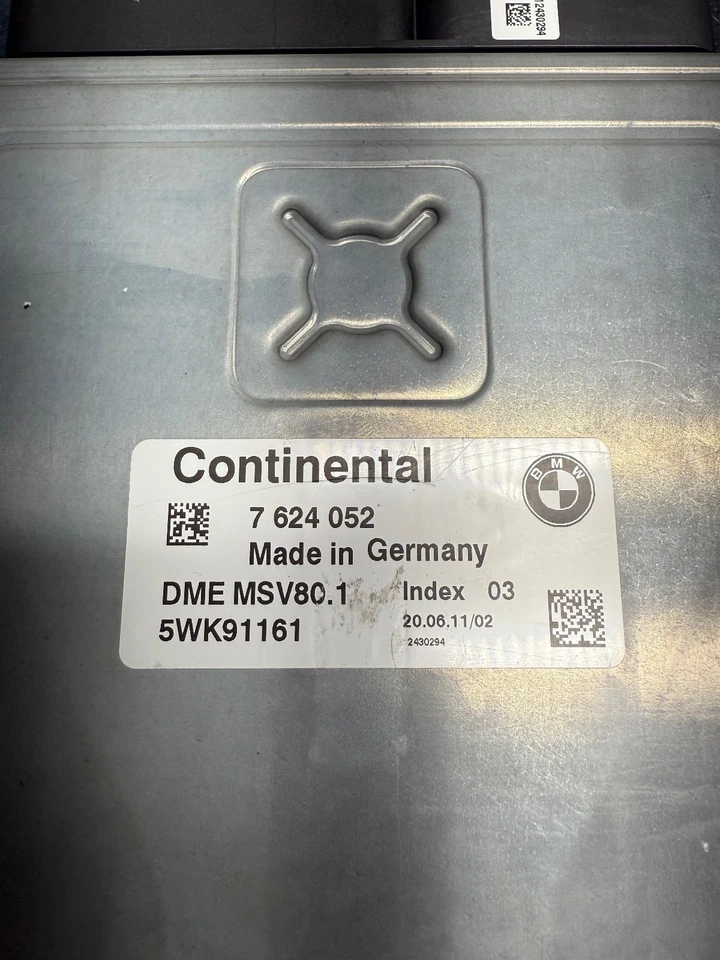 12430294
Continental
BMW
7 624 052
Made in Germany
DME MSV80.1 Index 03
5WK91161 20.06.11/02
2430294